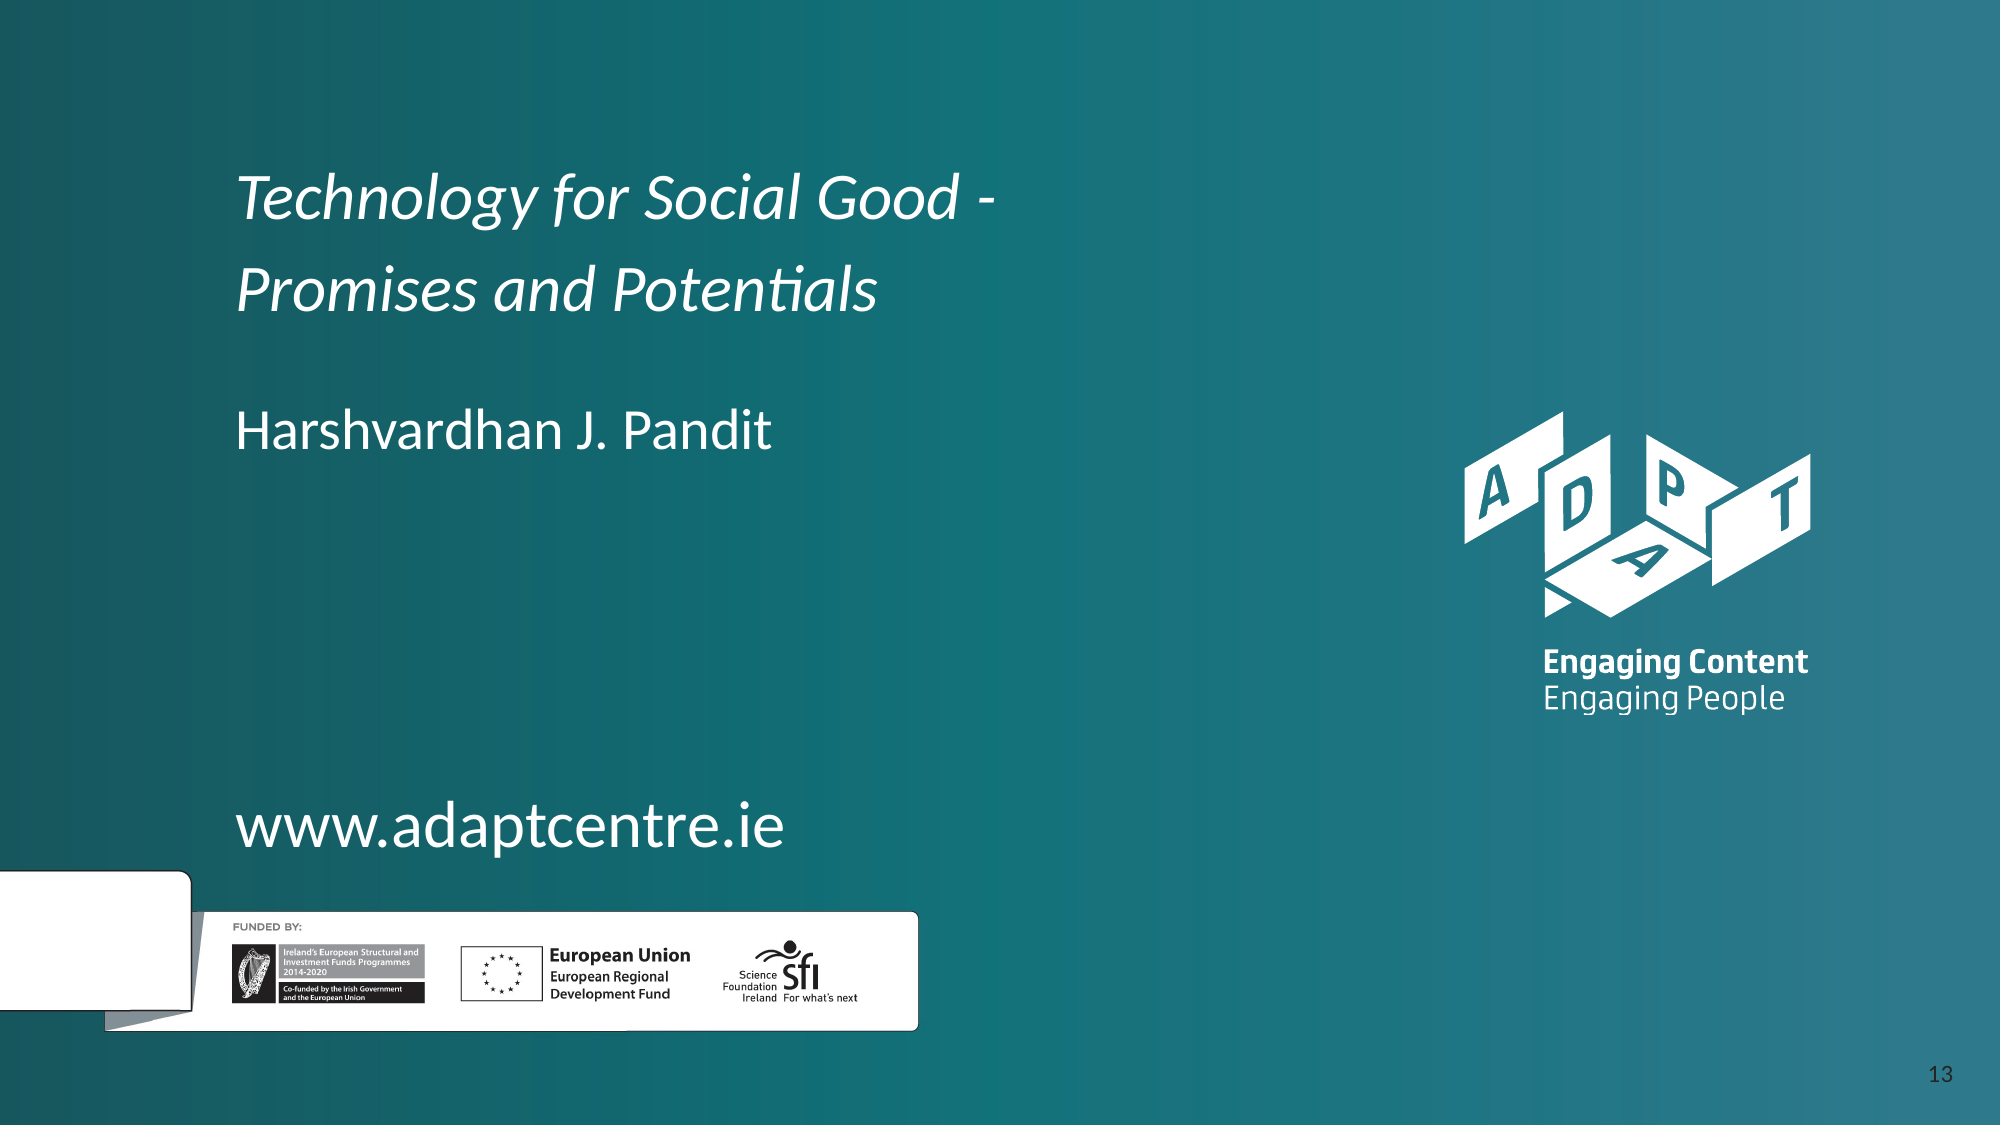 Technology for Social Good -
Promises and Potentials
Harshvardhan J. Pandit
A D P T
A
Engaging Content
Engaging People
www.adaptcentre.ie
FUNDED BY:
Ireland's European Structural and
Investment Funds Programmes
2014-2020
Co-funded by the Irish Government
and the European Union
European Union
European Regional
Development Fund
Science
Foundation
Ireland
sfi
For what's next
13